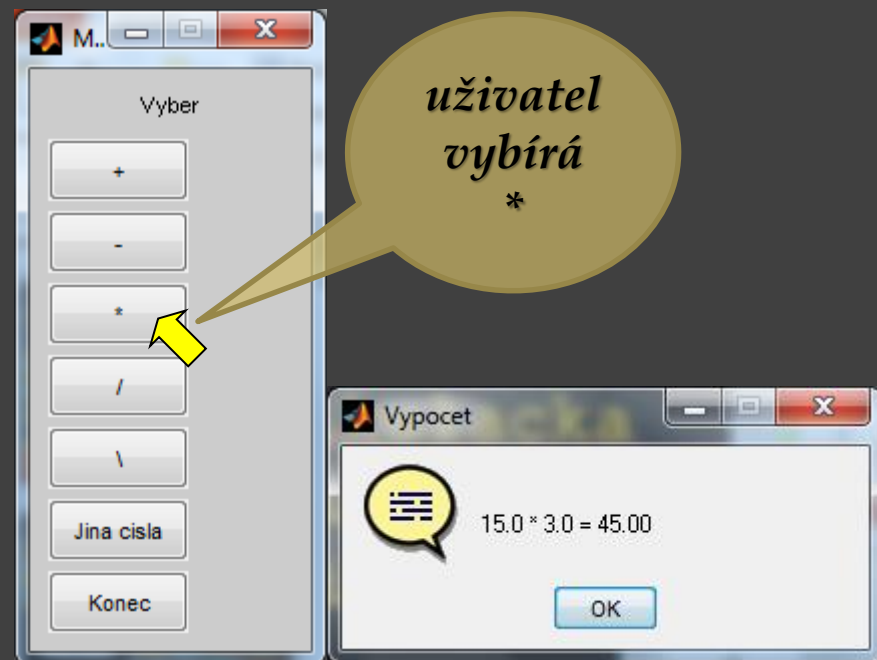 M..
Vyber
+
-
*
/
\
Jina cisla
Konec
uživatel
vybírá
*
Vypocet
15.0 * 3.0 = 45.00
OK